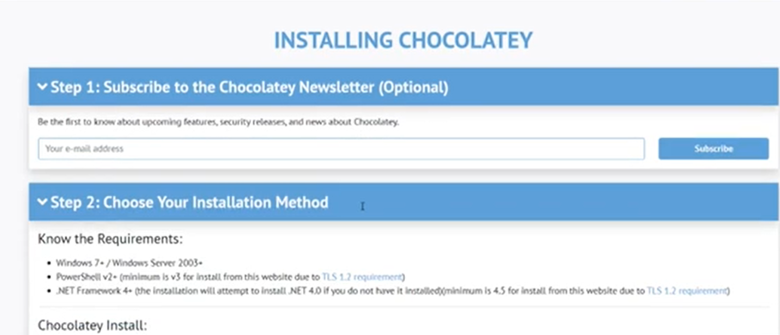 INSTALLING CHOCOLATEY
Step 1: Subscribe to the Chocolatey Newsletter (Optional)
Be the first to know about upcoming features, security releases, and news about Chocolatey.
Your e-mail address
Subscribe
Step 2: Choose Your Installation Method
Know the Requirements:
Windows 7+ / Windows Server 2003+
PowerShell v2+ (minimum is v3 for install from this website due to TLS 1.2 requirement)
.NET Framework 4+ (the installation will attempt to install .NET 4.0 if you do not have it installed)(minimum is 4.5 for install from this website due to TLS 1.2 requirement)
Chocolatey Install: